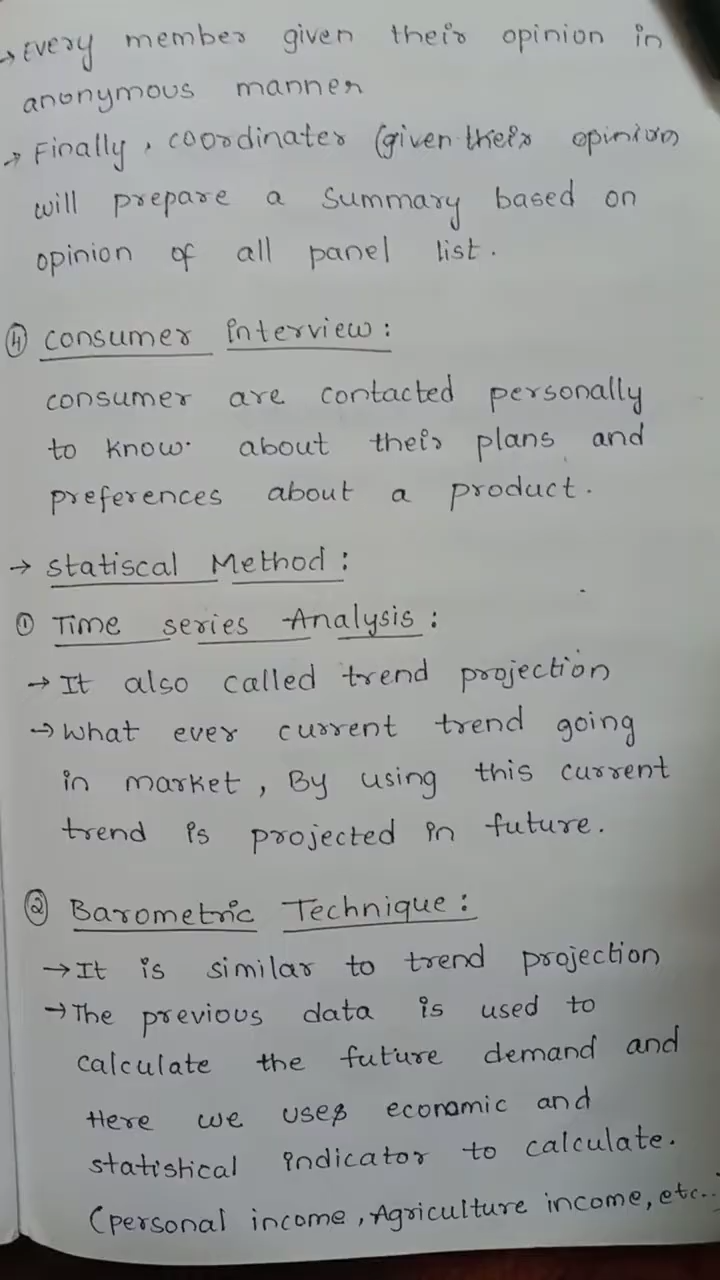 → Every member given their opinion in
anonymous manner
→ Finally, coordinater (given their opinion
will prepare a summary based on
opinion of all panel list.
④ consumer interview:
consumer are contacted personally
to know about their plans and
preferences about a product.
→ statiscal Method:
① Time series Analysis:
→ It also called trend projection
→ What ever current trend going
in market, By using this current
trend is projected in future.
② Barometric Technique:
→ It is similar to trend projection
→ The previous data is used to
calculate the future demand and
Here we uses economic and
statistical indicator to calculate.
(personal income, Agriculture income, etc..